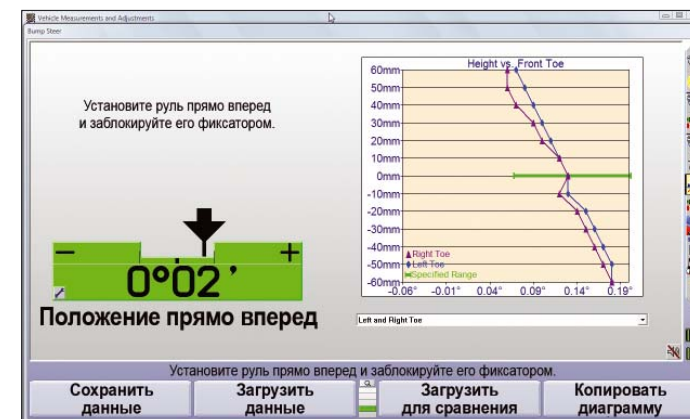 Vehicle Measurements and Adjustments
Bump Steer
Установите руль прямо вперед
и заблокируйте его фиксатором.
− +
0°02'
Положение прямо вперед
Height vs. Front Toe
60mm
50mm
40mm
30mm
20mm
10mm
0mm
-10mm
-20mm
-30mm
-40mm
-50mm
-60mm
Right Toe
Left Toe
Specified Range
-0.06° -0.01° 0.04° 0.09° 0.14° 0.19°
Left and Right Toe
Установите руль прямо вперед и заблокируйте его фиксатором.
Сохранить
данные
Загрузить
данные
Загрузить
для сравнения
Копировать
диаграмму